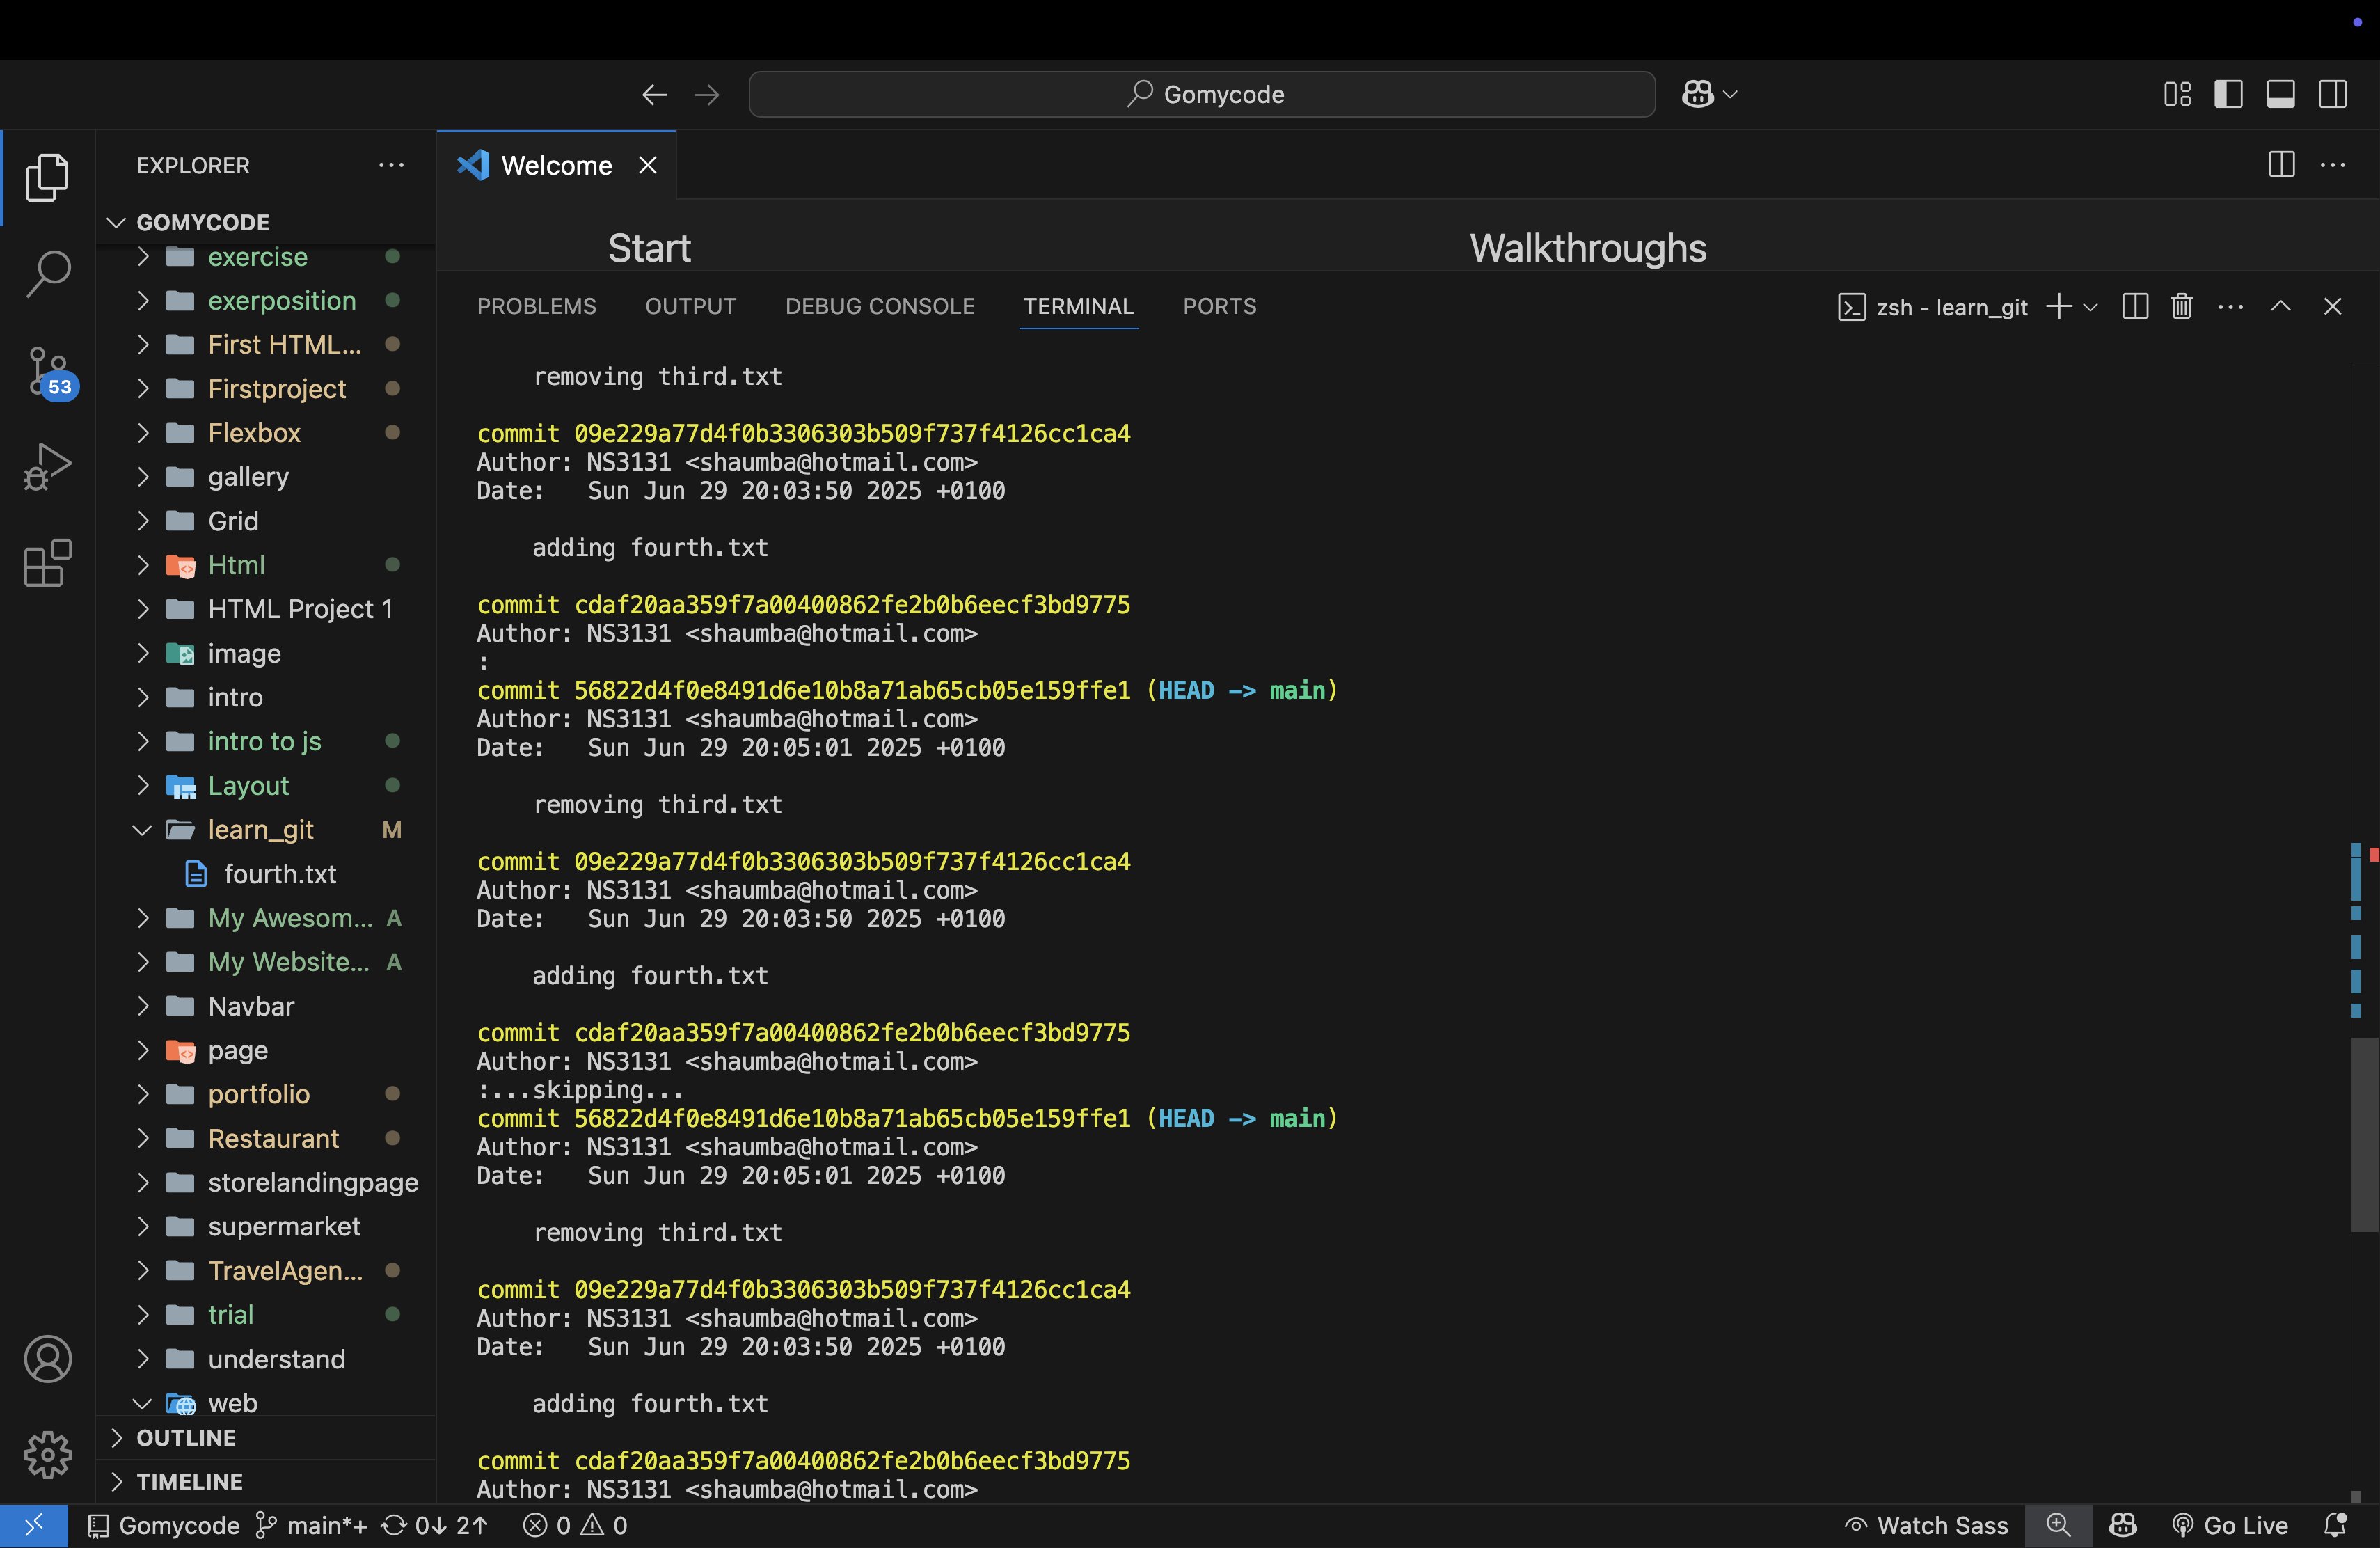 Gomycode
EXPLORER
Welcome
GOMYCODE
exercise
exerposition
First HTML...
Firstproject
Flexbox
gallery
Grid
Html
HTML Project 1
image
intro
intro to js
Layout
learn_git M
fourth.txt
My Awesom... A
My Website... A
Navbar
page
portfolio
Restaurant
storelandingpage
supermarket
TravelAgen...
trial
understand
web
OUTLINE
TIMELINE
53
Start
Walkthroughs
PROBLEMS OUTPUT DEBUG CONSOLE TERMINAL PORTS
zsh - learn_git
removing third.txt
commit 09e229a77d4f0b3306303b509f737f4126cc1ca4
Author: NS3131 <shaumba@hotmail.com>
Date:   Sun Jun 29 20:03:50 2025 +0100
adding fourth.txt
commit cdaf20aa359f7a00400862fe2b0b6eecf3bd9775
Author: NS3131 <shaumba@hotmail.com>
:
commit 56822d4f0e8491d6e10b8a71ab65cb05e159ffe1 (HEAD -> main)
Author: NS3131 <shaumba@hotmail.com>
Date:   Sun Jun 29 20:05:01 2025 +0100
removing third.txt
commit 09e229a77d4f0b3306303b509f737f4126cc1ca4
Author: NS3131 <shaumba@hotmail.com>
Date:   Sun Jun 29 20:03:50 2025 +0100
adding fourth.txt
commit cdaf20aa359f7a00400862fe2b0b6eecf3bd9775
Author: NS3131 <shaumba@hotmail.com>
:...skipping...
commit 56822d4f0e8491d6e10b8a71ab65cb05e159ffe1 (HEAD -> main)
Author: NS3131 <shaumba@hotmail.com>
Date:   Sun Jun 29 20:05:01 2025 +0100
removing third.txt
commit 09e229a77d4f0b3306303b509f737f4126cc1ca4
Author: NS3131 <shaumba@hotmail.com>
Date:   Sun Jun 29 20:03:50 2025 +0100
adding fourth.txt
commit cdaf20aa359f7a00400862fe2b0b6eecf3bd9775
Author: NS3131 <shaumba@hotmail.com>
Gomycode main*+ 0↓ 2↑ 0 0 Watch Sass Go Live